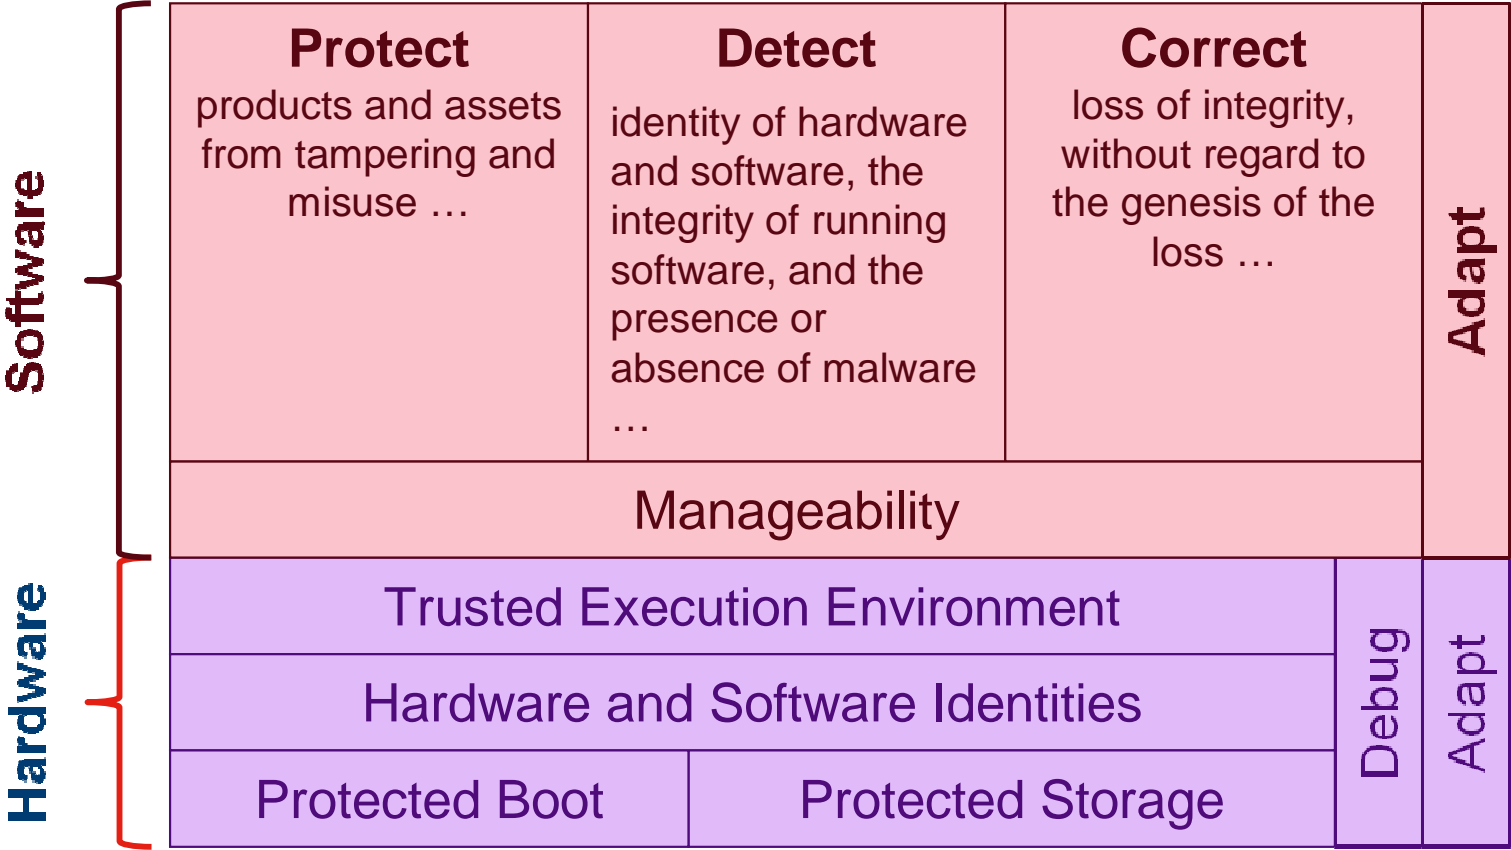 Software
Protect
products and assets
from tampering and
misuse …
Detect
identity of hardware
and software, the
integrity of running
software, and the
presence or
absence of malware
…
Correct
loss of integrity,
without regard to
the genesis of the
loss …
Adapt
Manageability
Hardware
Trusted Execution Environment
Hardware and Software Identities
Protected Boot
Protected Storage
Debug
Adapt